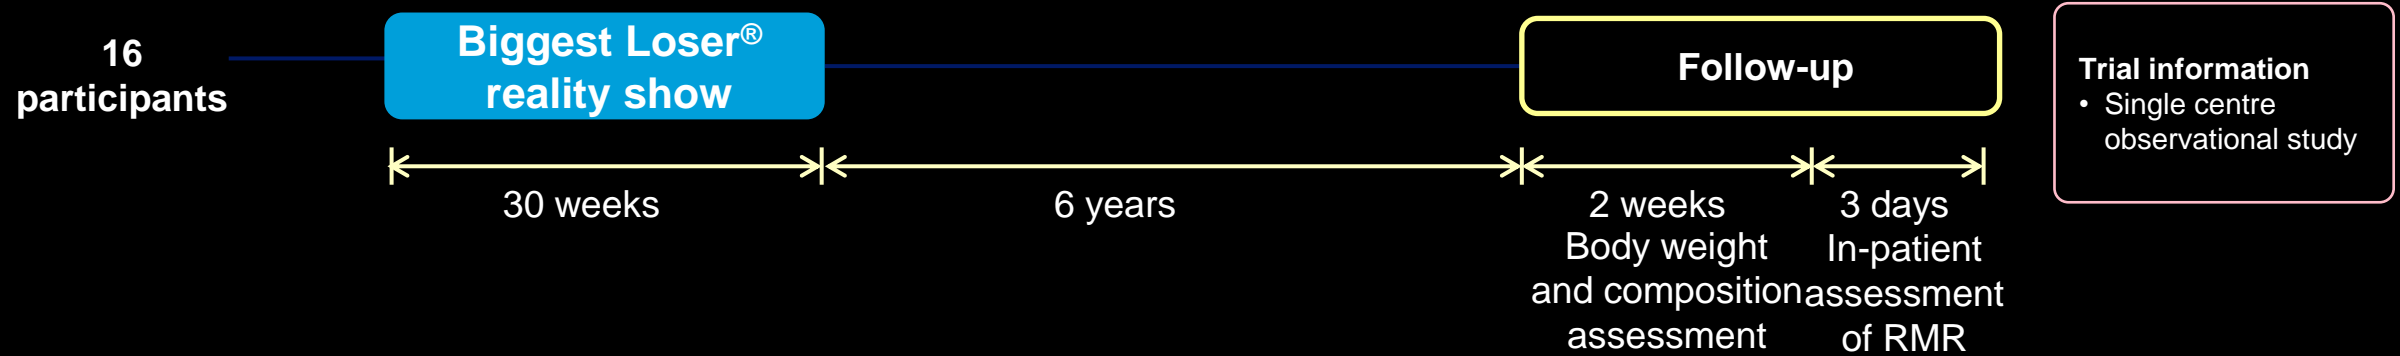 16
participants
Biggest Loser®
reality show
Follow-up
Trial information
• Single centre
observational study
30 weeks
6 years
2 weeks
Body weight
and composition
assessment
3 days
In-patient
assessment
of RMR